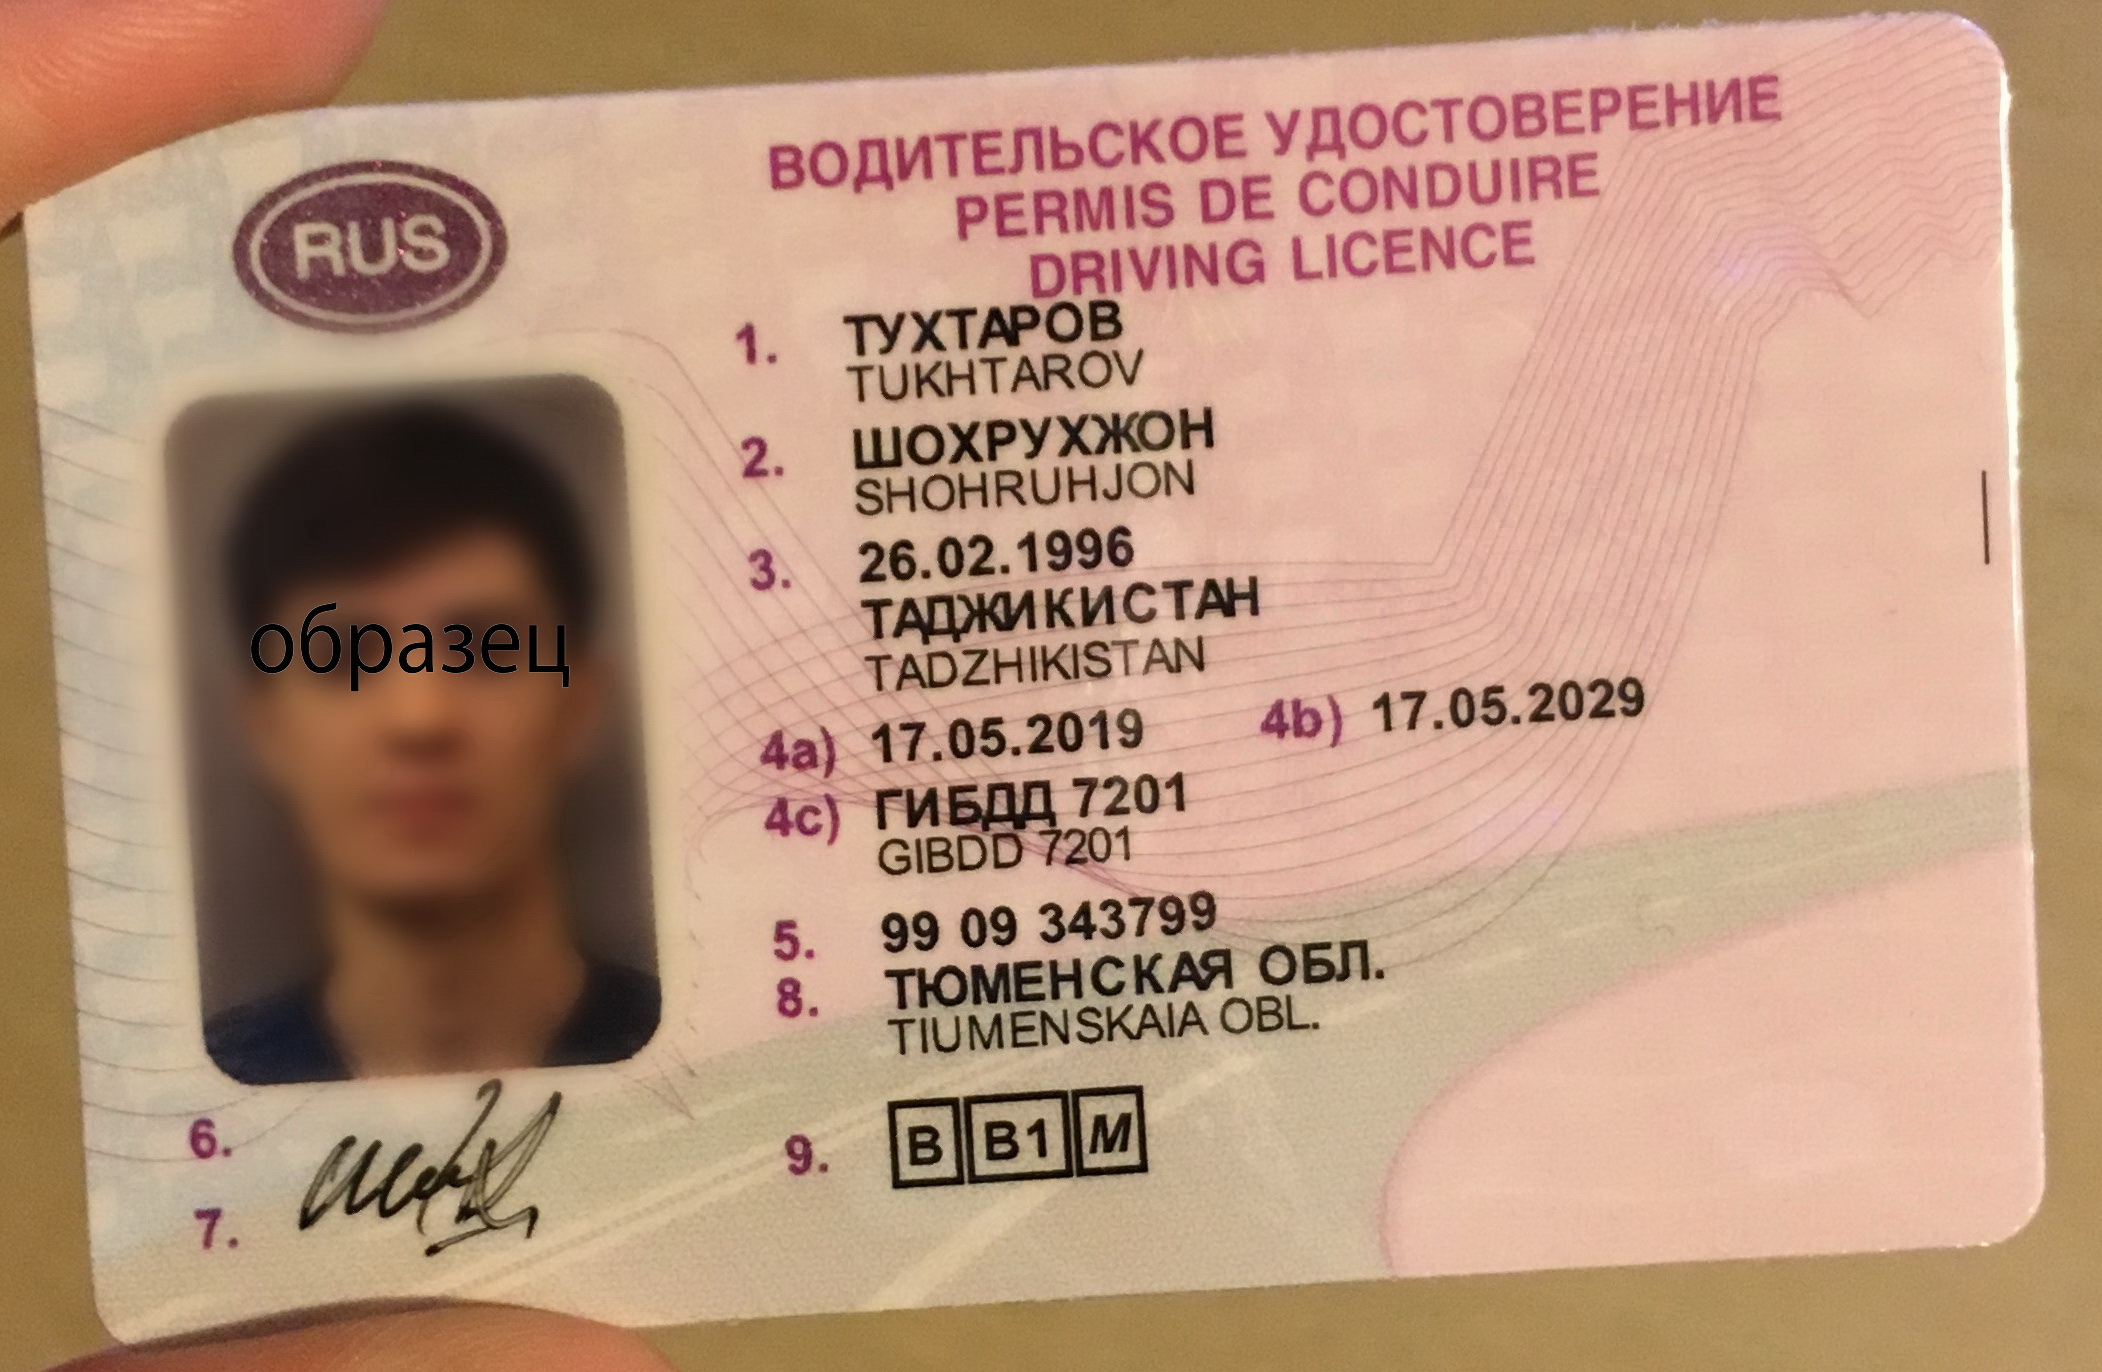 RUS
ВОДИТЕЛЬСКОЕ УДОСТОВЕРЕНИЕ
PERMIS DE CONDUIRE
DRIVING LICENCE
1. ТУХТАРОВ
TUKHTAROV
2. ШОХРУХЖОН
SHOHRUHJON
3. 26.02.1996
ТАДЖИКИСТАН
TADZHIKISTAN
4a) 17.05.2019 4b) 17.05.2029
4c) ГИБДД 7201
GIBDD 7201
5. 99 09 343799
8. ТЮМЕНСКАЯ ОБЛ.
TIUMENSKAIA OBL.
образец
6.
7.
9. B B1 M